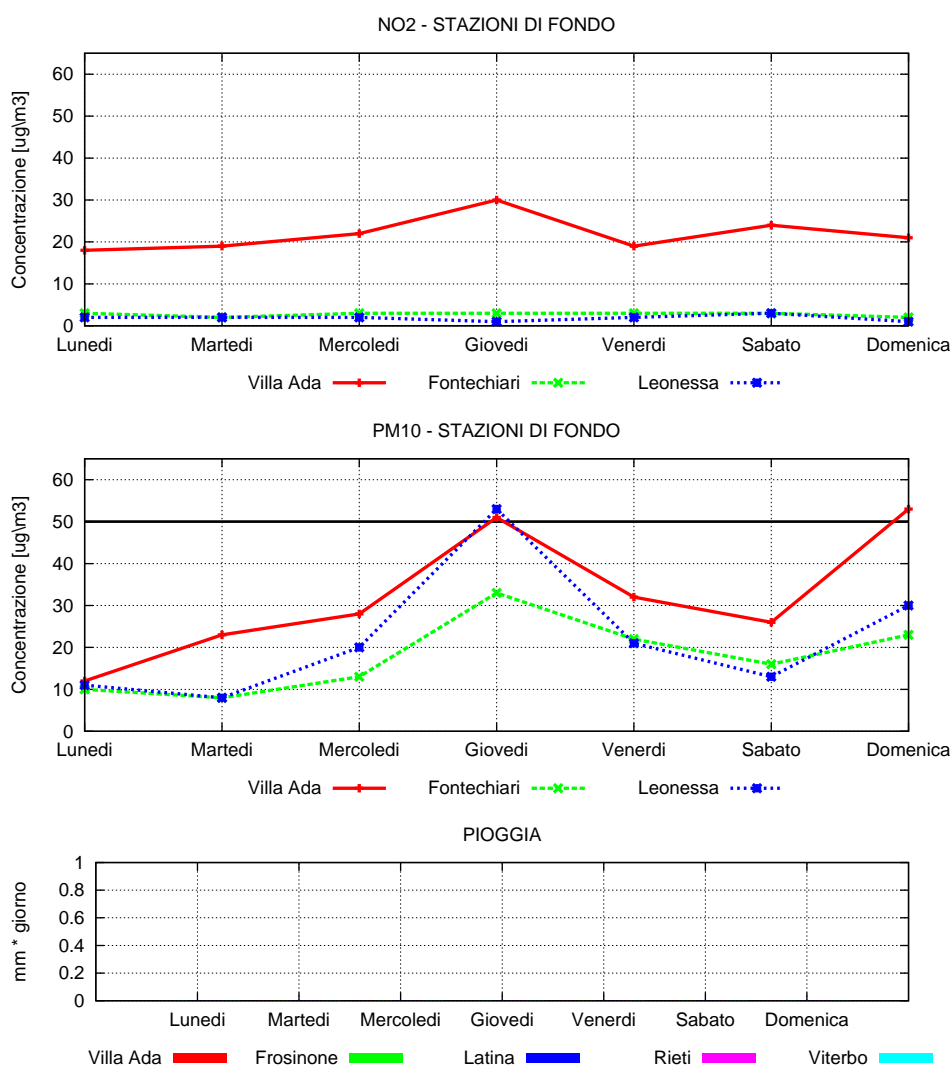 NO2 - STAZIONI DI FONDO
Concentrazione [ug\m3]
60
50
40
30
20
10
0
Lunedi Martedi Mercoledi Giovedi Venerdi Sabato Domenica
Villa Ada Fontechiari Leonessa
PM10 - STAZIONI DI FONDO
Concentrazione [ug\m3]
60
50
40
30
20
10
0
Lunedi Martedi Mercoledi Giovedi Venerdi Sabato Domenica
Villa Ada Fontechiari Leonessa
PIOGGIA
mm * giorno
1
0.8
0.6
0.4
0.2
0
Lunedi Martedi Mercoledi Giovedi Venerdi Sabato Domenica
Villa Ada Frosinone Latina Rieti Viterbo